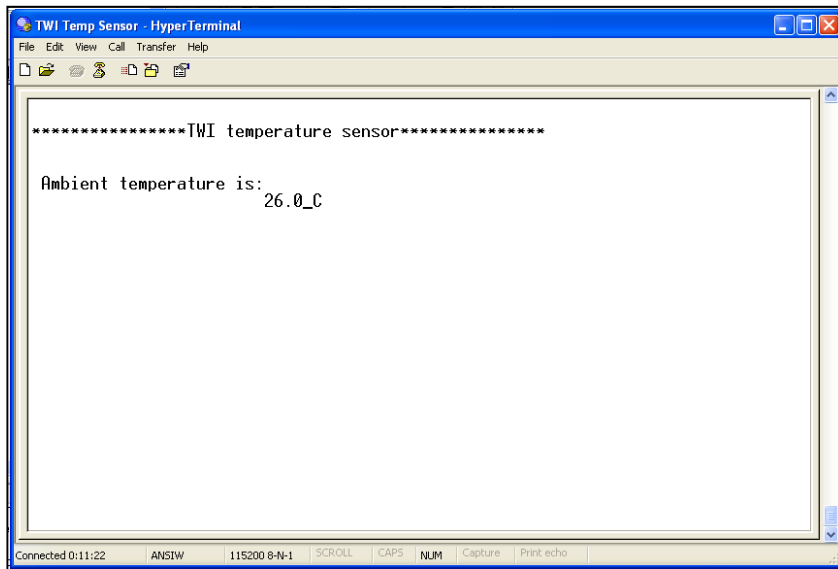 TWI Temp Sensor - HyperTerminal
File Edit View Call Transfer Help
****************TWI temperature sensor***************
Ambient temperature is:
26.0_C
Connected 0:11:22 ANSIW 115200 8-N-1 SCROLL CAPS NUM Capture Print echo